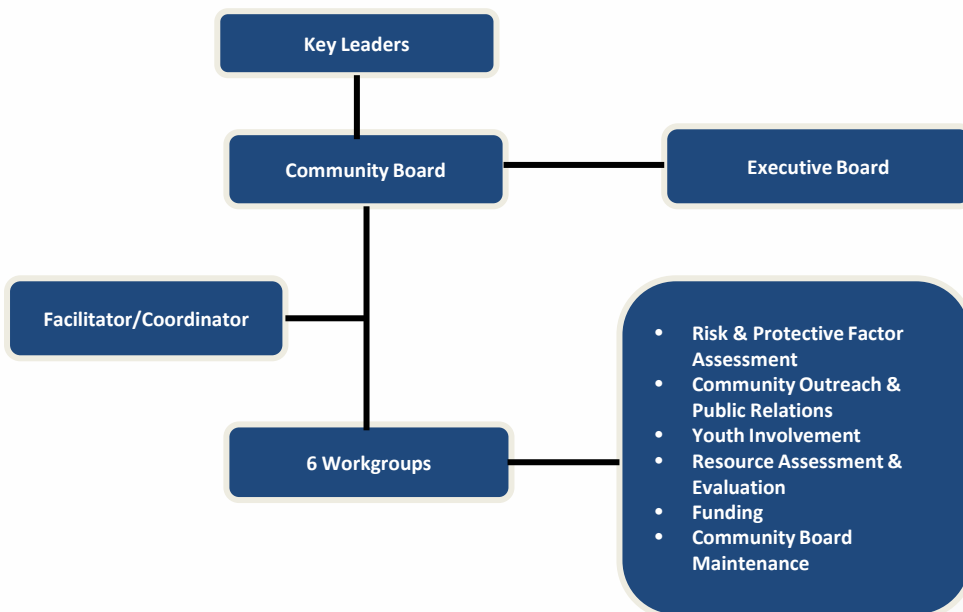 Key Leaders
Community Board
Executive Board
Facilitator/Coordinator
6 Workgroups
• Risk & Protective Factor
Assessment
• Community Outreach &
Public Relations
• Youth Involvement
• Resource Assessment &
Evaluation
• Funding
• Community Board
Maintenance